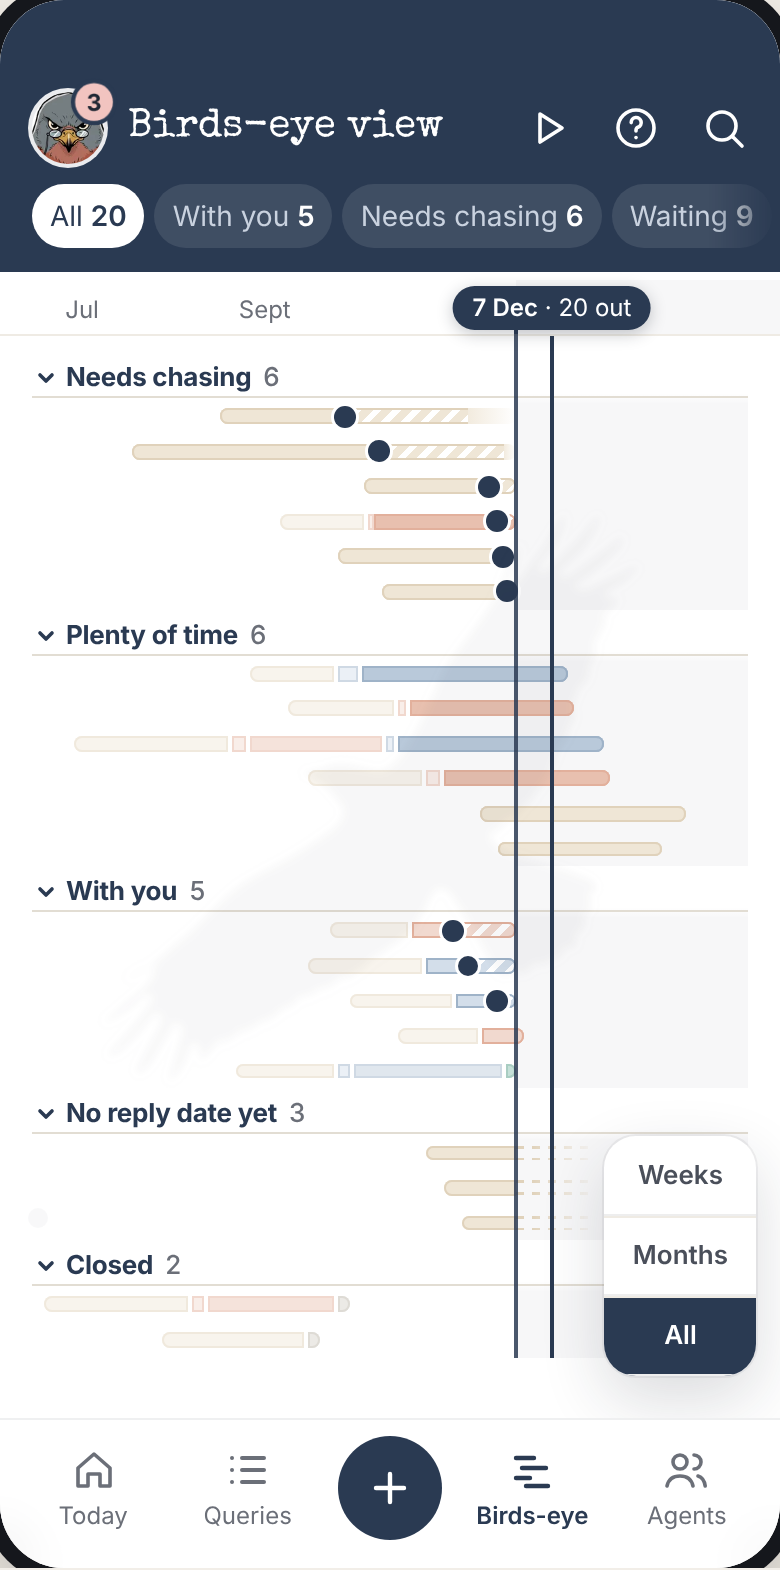 3
Birds-eye view
All 20
With you 5
Needs chasing 6
Waiting 9
Jul
Sept
7 Dec · 20 out
Needs chasing 6
Plenty of time 6
With you 5
No reply date yet 3
Weeks
Months
Closed 2
All
Today
Queries
Birds-eye
Agents